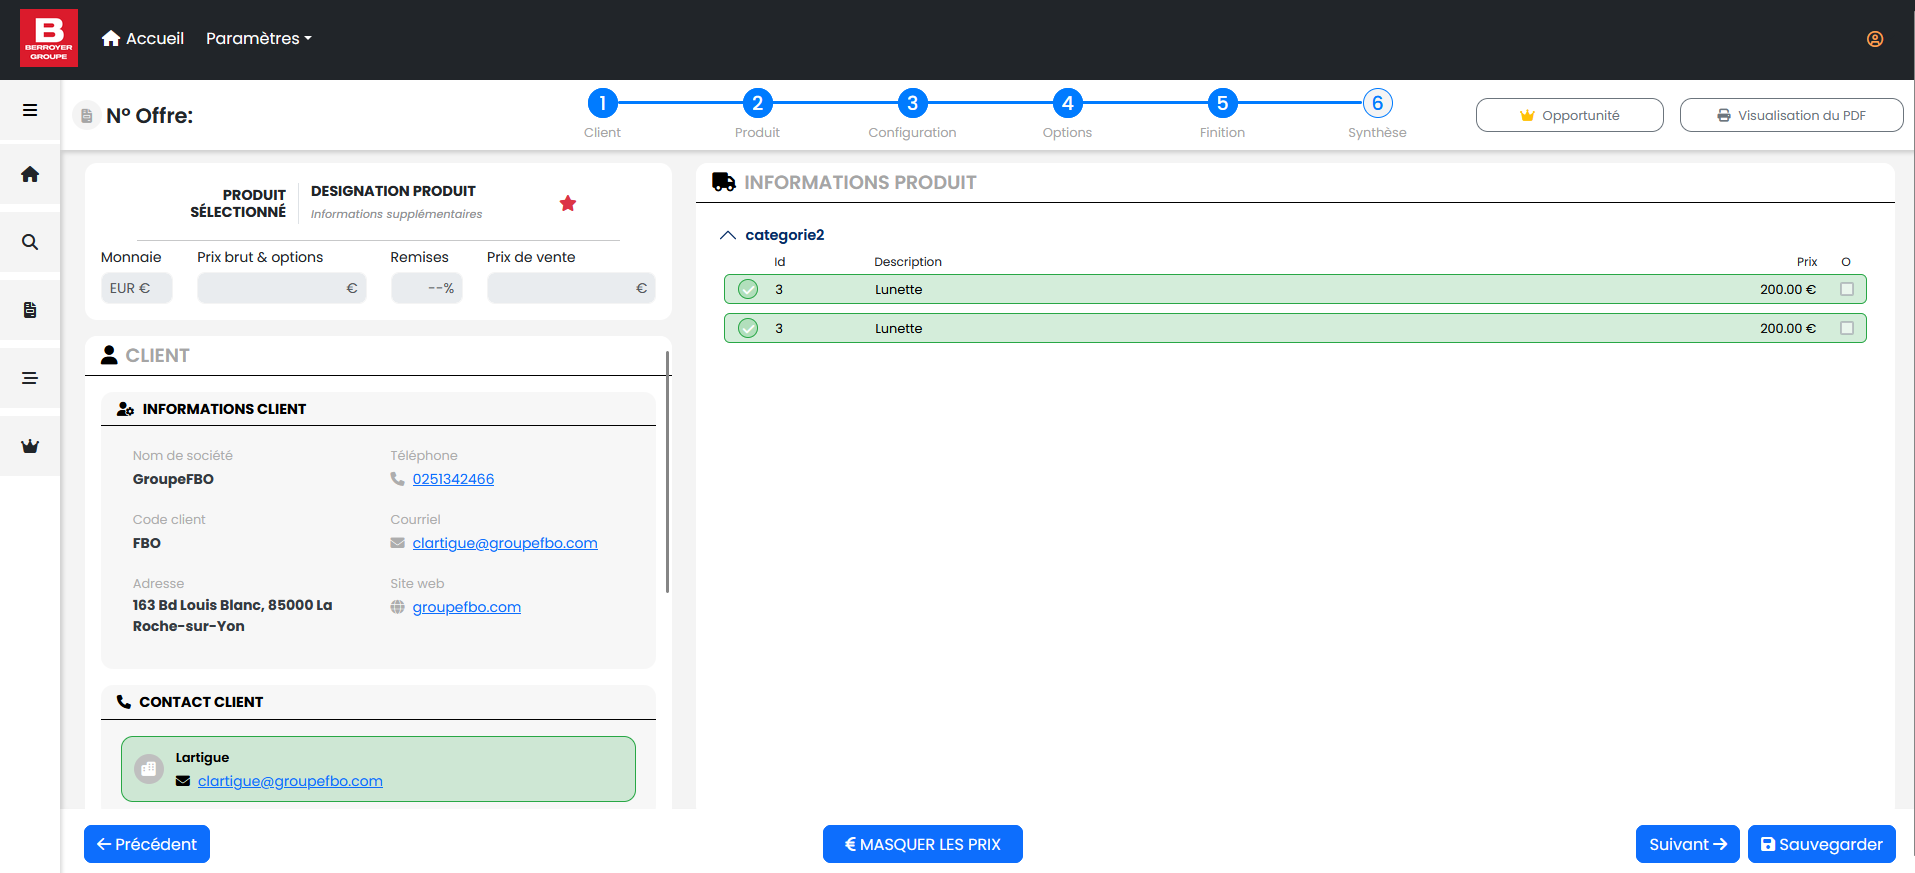 B
BERROYER
GROUPE
Accueil
Paramètres
N° Offre:
1
2
3
4
5
6
Client
Produit
Configuration
Options
Finition
Synthèse
Opportunité
Visualisation du PDF
PRODUIT
SÉLECTIONNÉ
DESIGNATION PRODUIT
Informations supplémentaires
Monnaie
Prix brut & options
Remises
Prix de vente
EUR €
€
--%
€
CLIENT
INFORMATIONS CLIENT
Nom de société
GroupeFBO
Téléphone
0251342466
Code client
FBO
Courriel
clartigue@groupefbo.com
Adresse
163 Bd Louis Blanc, 85000 La
Roche-sur-Yon
Site web
groupefbo.com
CONTACT CLIENT
Lartigue
clartigue@groupefbo.com
INFORMATIONS PRODUIT
categorie2
Id Description Prix O
3 Lunette 200.00 €
3 Lunette 200.00 €
Précédent
€ MASQUER LES PRIX
Suivant
Sauvegarder